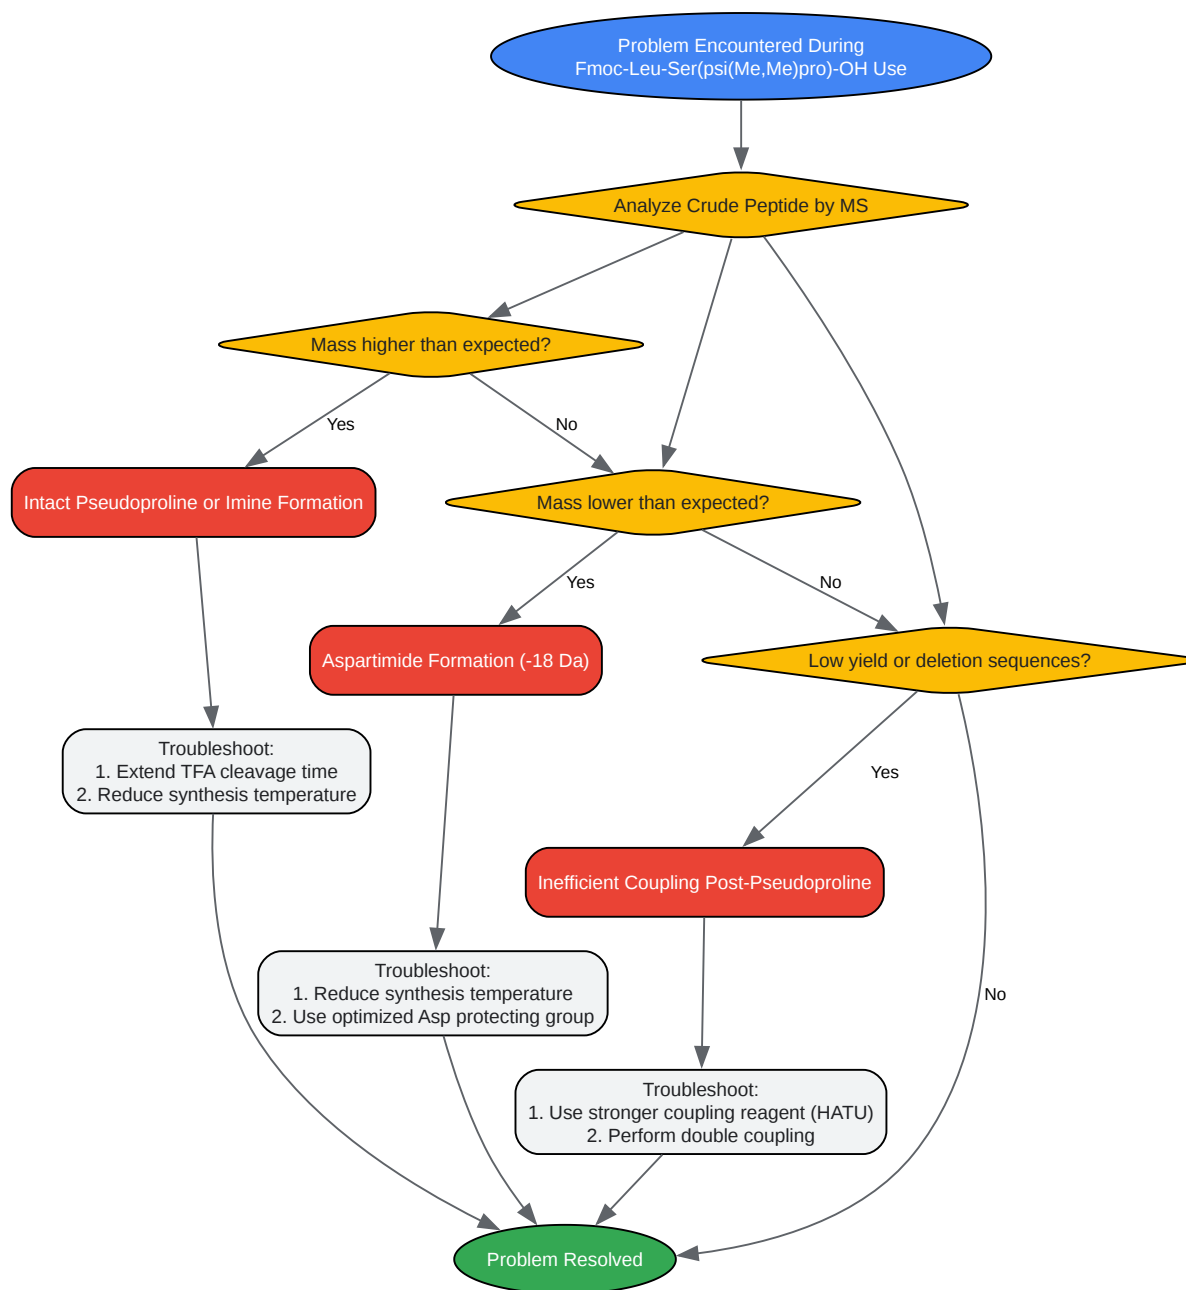 Problem Encountered During
Fmoc-Leu-Ser(psi(Me,Me)pro)-OH Use
Analyze Crude Peptide by MS
Mass higher than expected?
Yes
No
Intact Pseudoproline or Imine Formation
Mass lower than expected?
Yes
No
Aspartimide Formation (-18 Da)
Low yield or deletion sequences?
Troubleshoot:
1. Extend TFA cleavage time
2. Reduce synthesis temperature
Yes
Inefficient Coupling Post-Pseudoproline
Troubleshoot:
1. Reduce synthesis temperature
2. Use optimized Asp protecting group
No
Troubleshoot:
1. Use stronger coupling reagent (HATU)
2. Perform double coupling
Problem Resolved